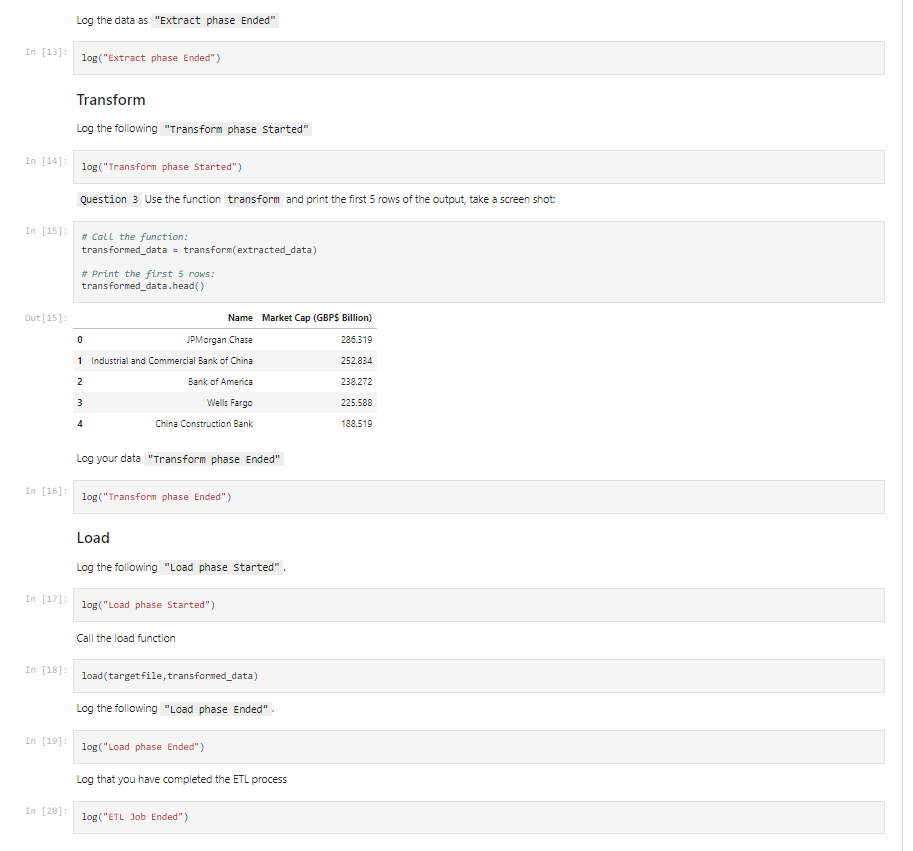 Log the data as "Extract phase Ended"
In [13]: log("Extract phase Ended")
Transform
Log the following "Transform phase Started"
In [14]: log("Transform phase Started")
Question 3 Use the function transform and print the first 5 rows of the output, take a screen shot:
In [15]: # Call the function:
transformed_data = transform(extracted_data)
# Print the first 5 rows:
transformed_data.head()
Out[15]: Name Market Cap (GBP$ Billion)
0 JPMorgan Chase 286.319
1 Industrial and Commercial Bank of China 252.834
2 Bank of America 238.272
3 Wells Fargo 225.588
4 China Construction Bank 188.519
Log your data "Transform phase Ended"
In [16]: log("Transform phase Ended")
Load
Log the following "Load phase Started".
In [17]: log("Load phase Started")
Call the load function
In [18]: load(targetfile,transformed_data)
Log the following "Load phase Ended".
In [19]: log("Load phase Ended")
Log that you have completed the ETL process
In [20]: log("ETL Job Ended")